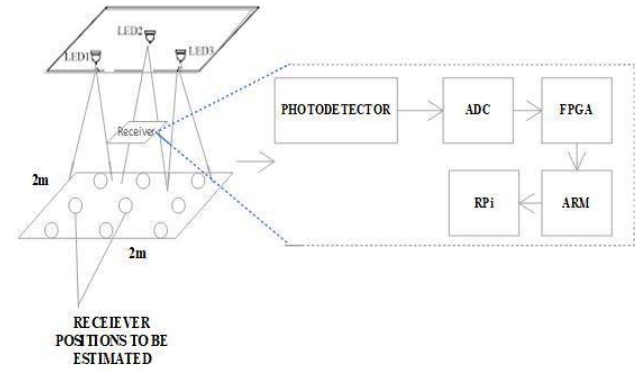 LED1
LED2
LED3
Receiver
2m
2m
RECEIEVER
POSITIONS TO BE
ESTIMATED
PHOTODETECTOR
ADC
FPGA
RPi
ARM